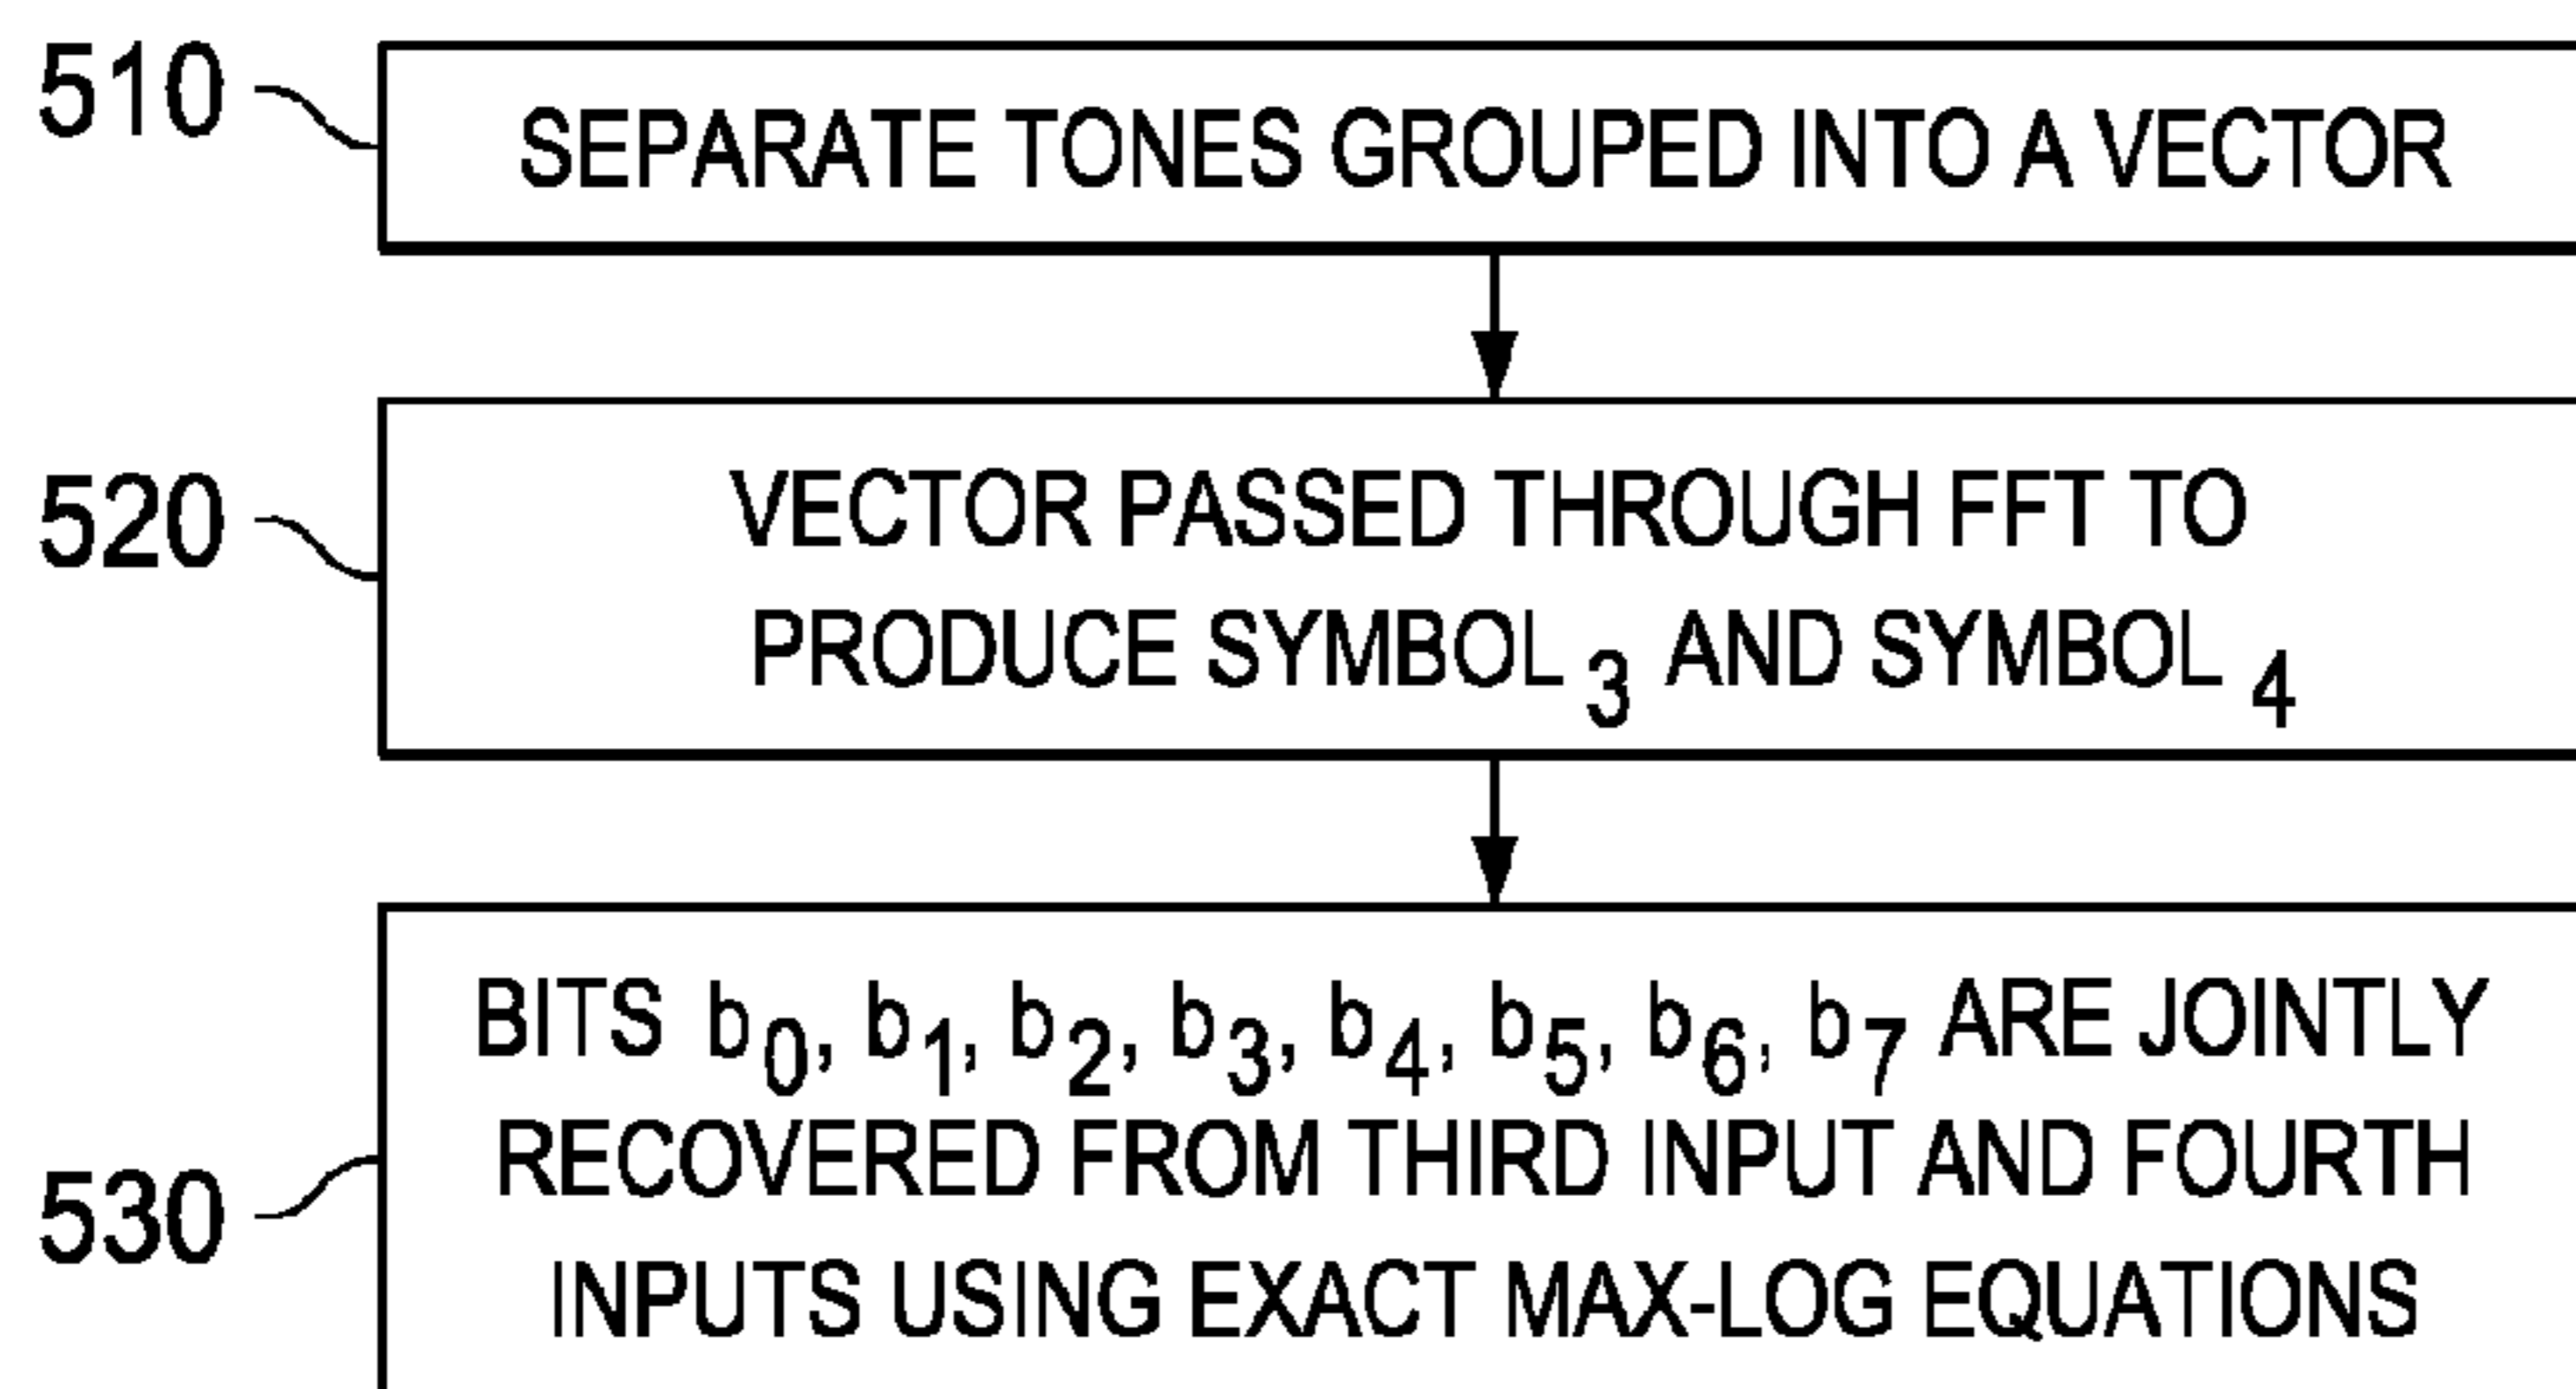 510
SEPARATE TONES GROUPED INTO A VECTOR
520
VECTOR PASSED THROUGH FFT TO
PRODUCE SYMBOL 3 AND SYMBOL 4
530
BITS b0, b1, b2, b3, b4, b5, b6, b7 ARE JOINTLY
RECOVERED FROM THIRD INPUT AND FOURTH
INPUTS USING EXACT MAX-LOG EQUATIONS